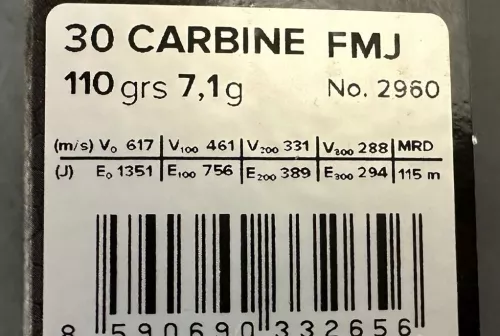 30 CARBINE FMJ
110 grs 7,1g No. 2960
(m/s) V₀ 617 V₁₀₀ 461 V₂₀₀ 331 V₃₀₀ 288 MRD
(J) E₀ 1351 E₁₀₀ 756 E₂₀₀ 389 E₃₀₀ 294 115 m
8 590690 332656